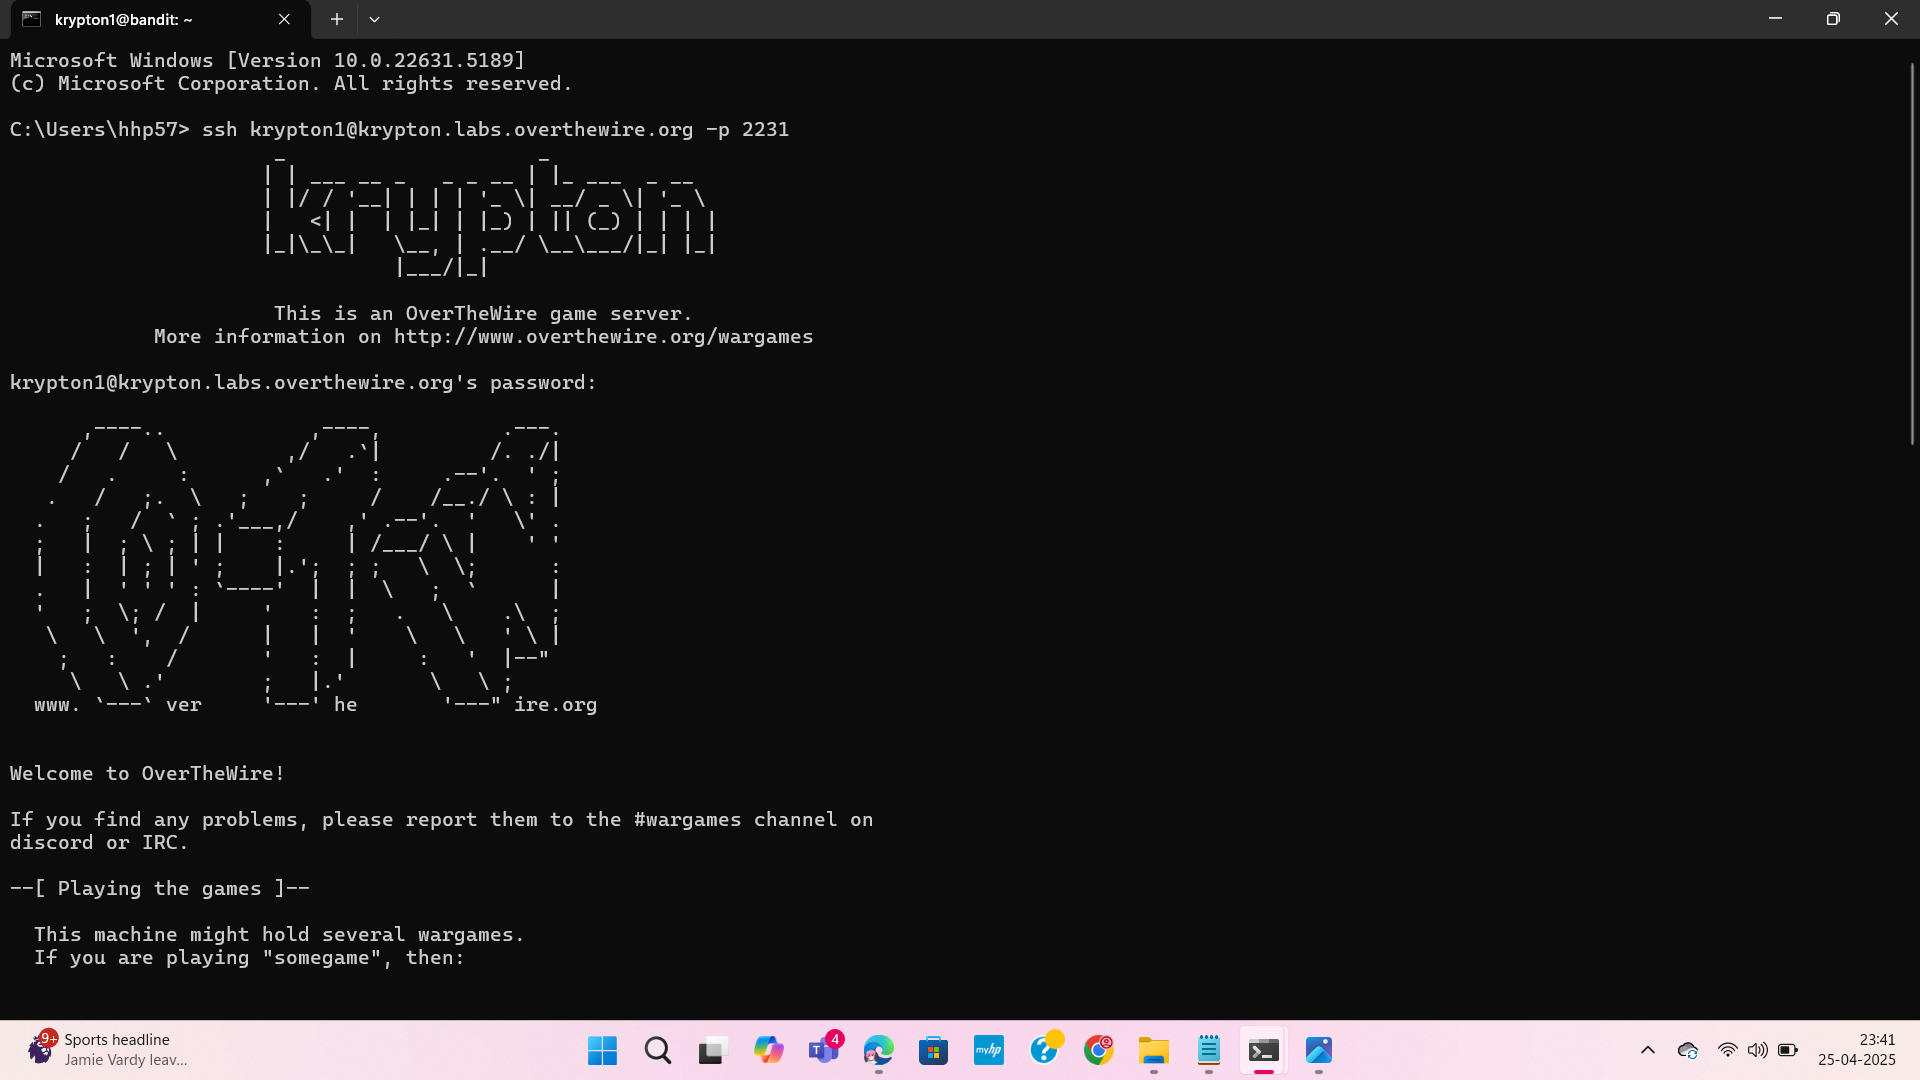 krypton1@bandit: ~
Microsoft Windows [Version 10.0.22631.5189]
(c) Microsoft Corporation. All rights reserved.
C:\Users\hhp57> ssh krypton1@krypton.labs.overthewire.org -p 2231
krypton
This is an OverTheWire game server.
More information on http://www.overthewire.org/wargames
krypton1@krypton.labs.overthewire.org's password:
www. ver he ire.org
Welcome to OverTheWire!
If you find any problems, please report them to the #wargames channel on
discord or IRC.
--[ Playing the games ]--
This machine might hold several wargames.
If you are playing "somegame", then:
9+
Sports headline
Jamie Vardy leav...
T
4
myhp
23:41
25-04-2025